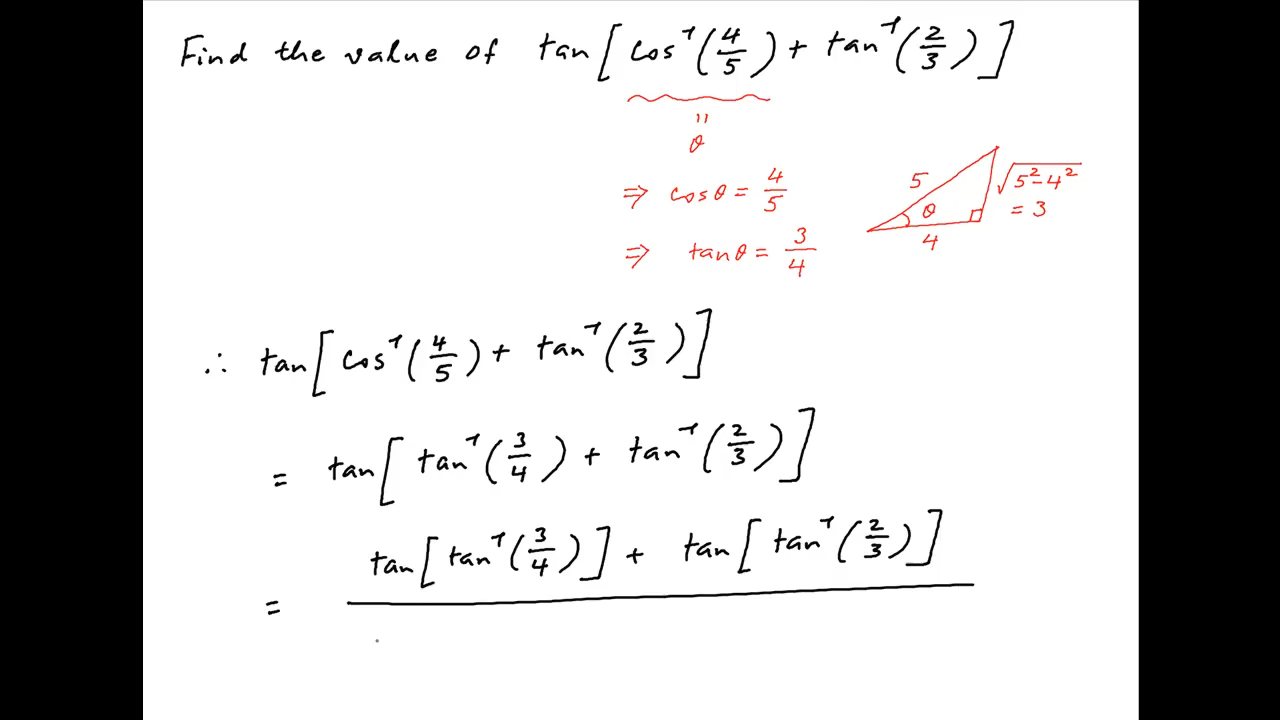 Find the value of tan[cos⁻¹(4/5) + tan⁻¹(2/3)]
=
θ
⇒ cosθ = 4/5
⇒ tanθ = 3/4
5
θ
4
√(5²-4²)
= 3
∴ tan[cos⁻¹(4/5) + tan⁻¹(2/3)]
= tan[tan⁻¹(3/4) + tan⁻¹(2/3)]
= tan[tan⁻¹(3/4)] + tan[tan⁻¹(2/3)]